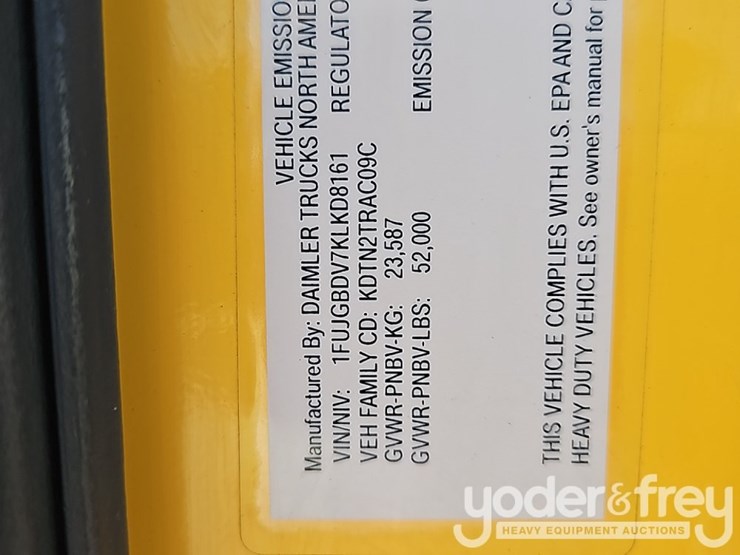 VEHICLE EMISSIO
Manufactured By: DAIMLER TRUCKS NORTH AMER
VIN/NIV: 1FUJGBDV7KLKD8161 REGULATO
VEH FAMILY CD: KDTN2TRAC09C
GVWR-PNBV-KG: 23,587
GVWR-PNBV-LBS: 52,000 EMISSION
THIS VEHICLE COMPLIES WITH U.S. EPA AND CA
HEAVY DUTY VEHICLES. See owner's manual for
yoder&frey
HEAVY EQUIPMENT AUCTIONS